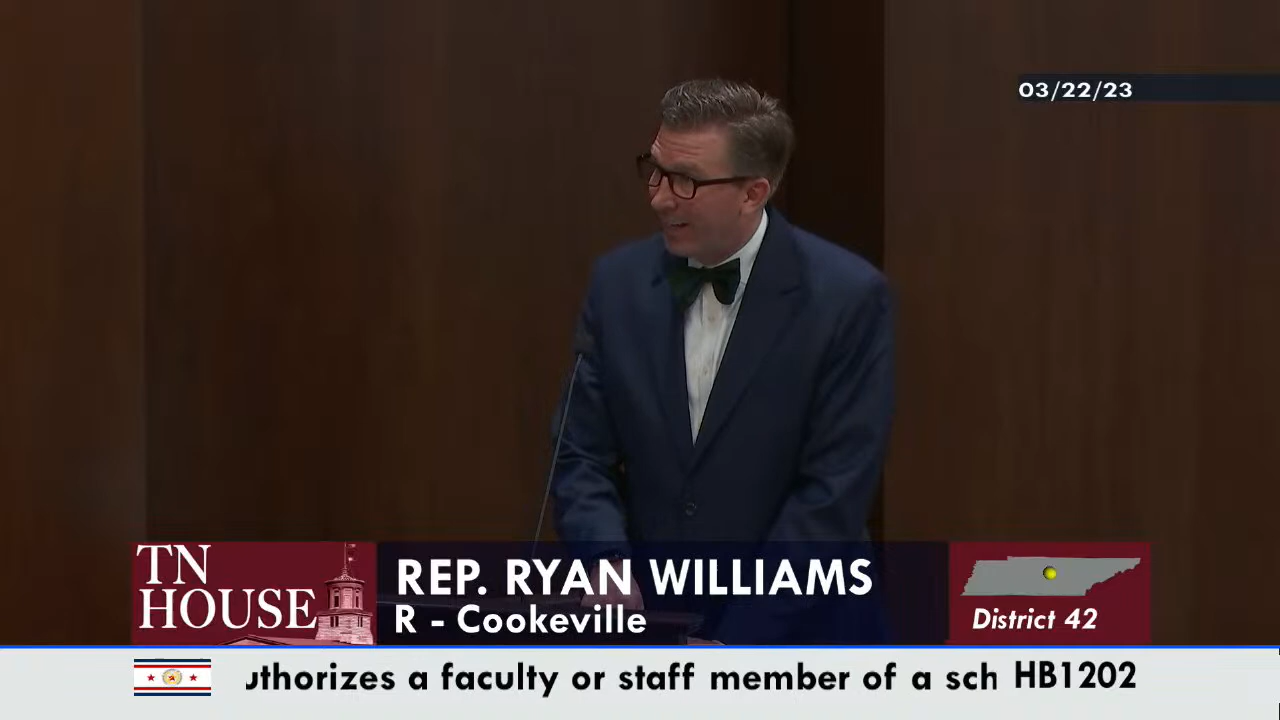 03/22/23
TN
HOUSE
REP. RYAN WILLIAMS
R - Cookeville
District 42
uthorizes a faculty or staff member of a sch
HB1202